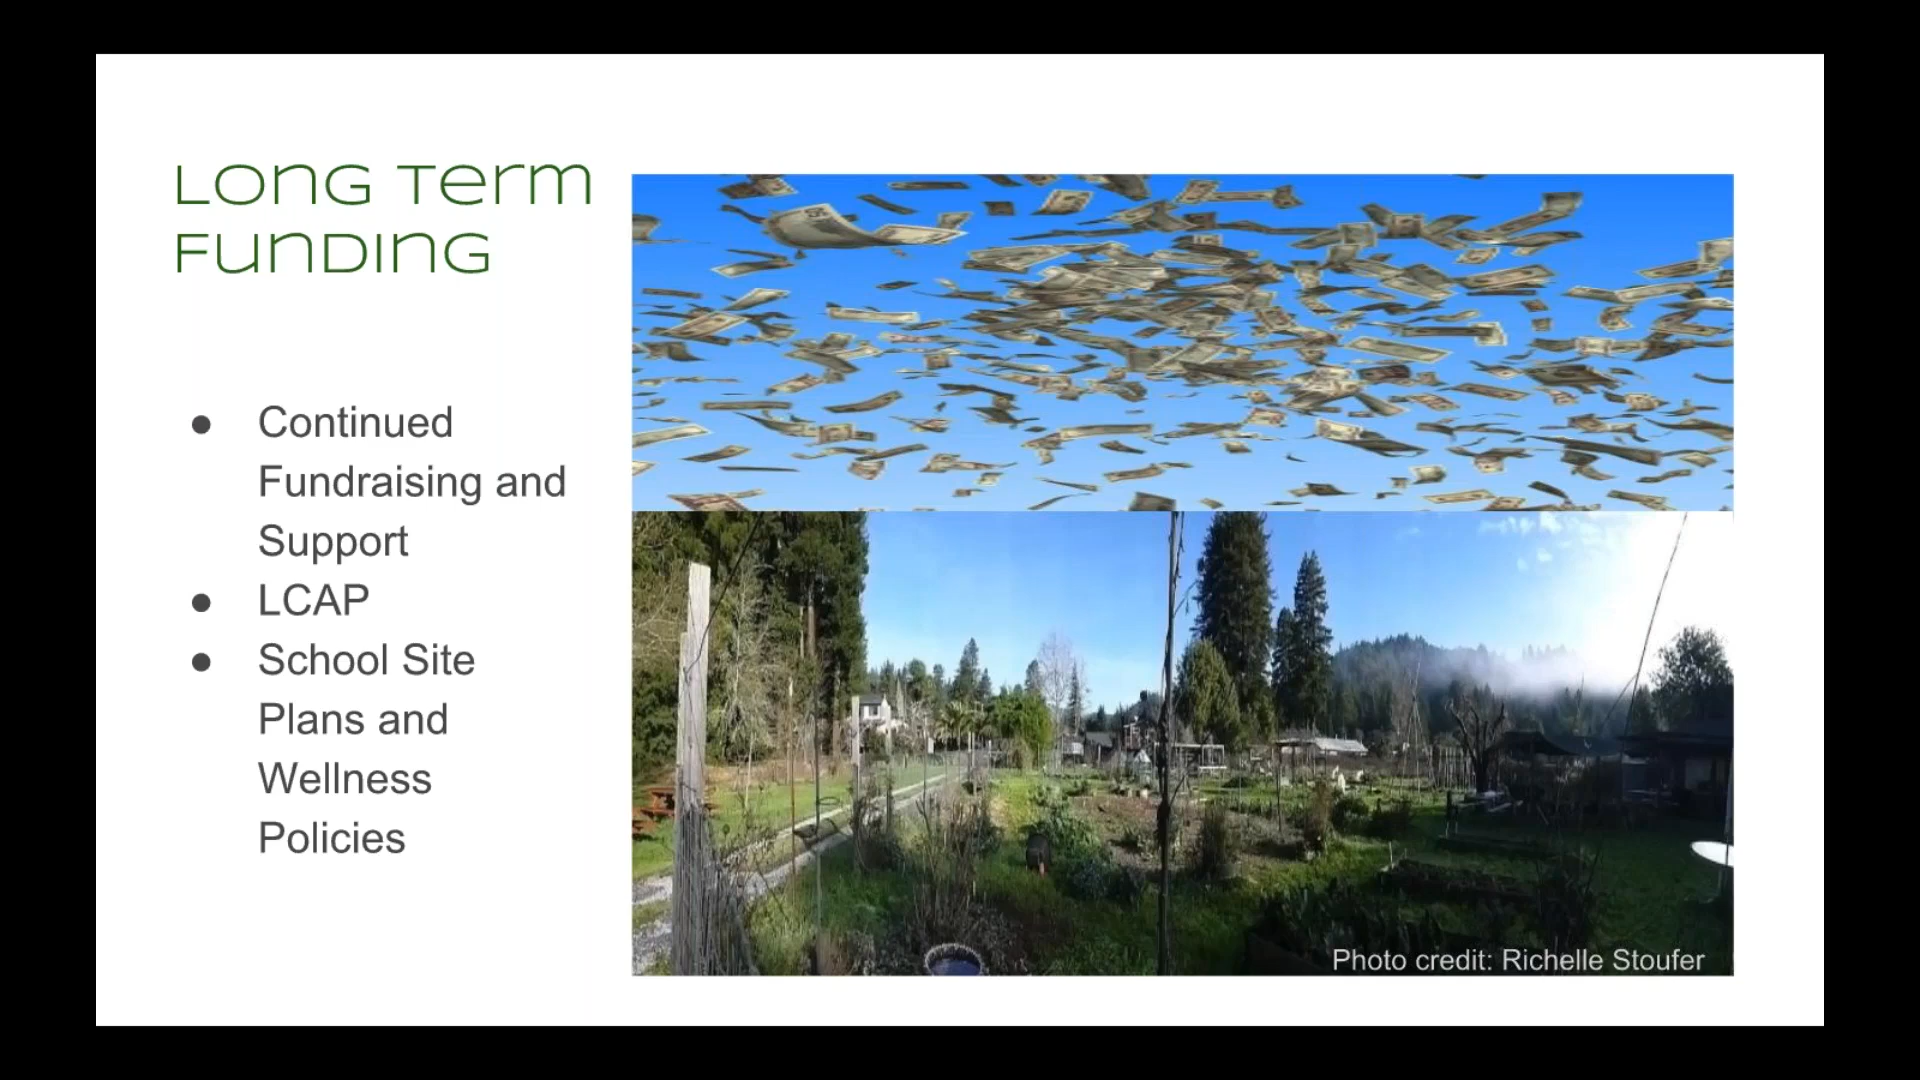 Long Term
Funding
● Continued
Fundraising and
Support
● LCAP
● School Site
Plans and
Wellness
Policies
Photo credit: Richelle Stoufer